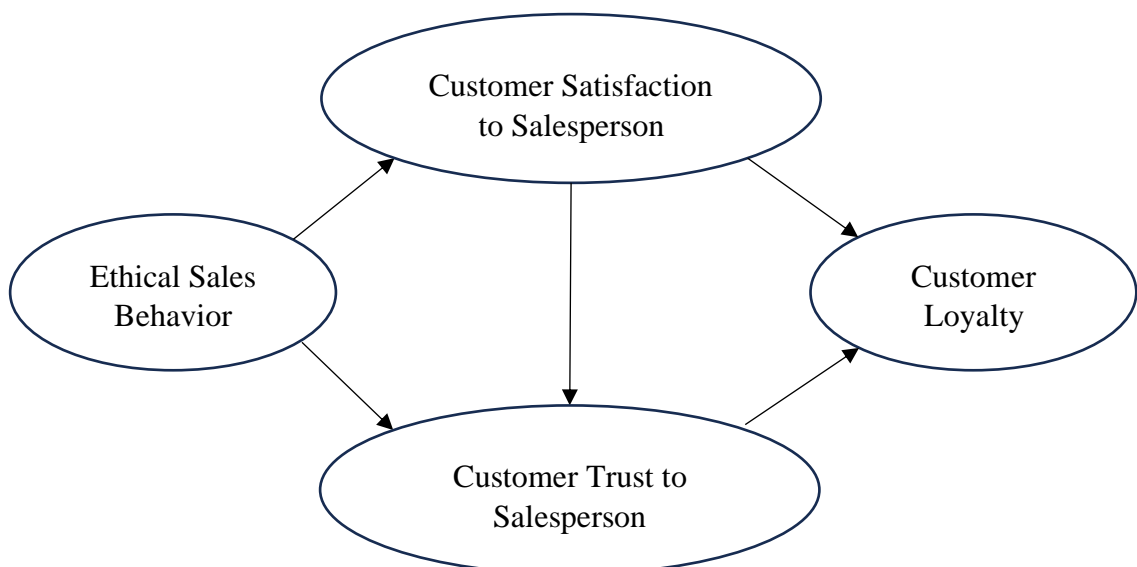 Customer Satisfaction
to Salesperson
Ethical Sales
Behavior
Customer
Loyalty
Customer Trust to
Salesperson